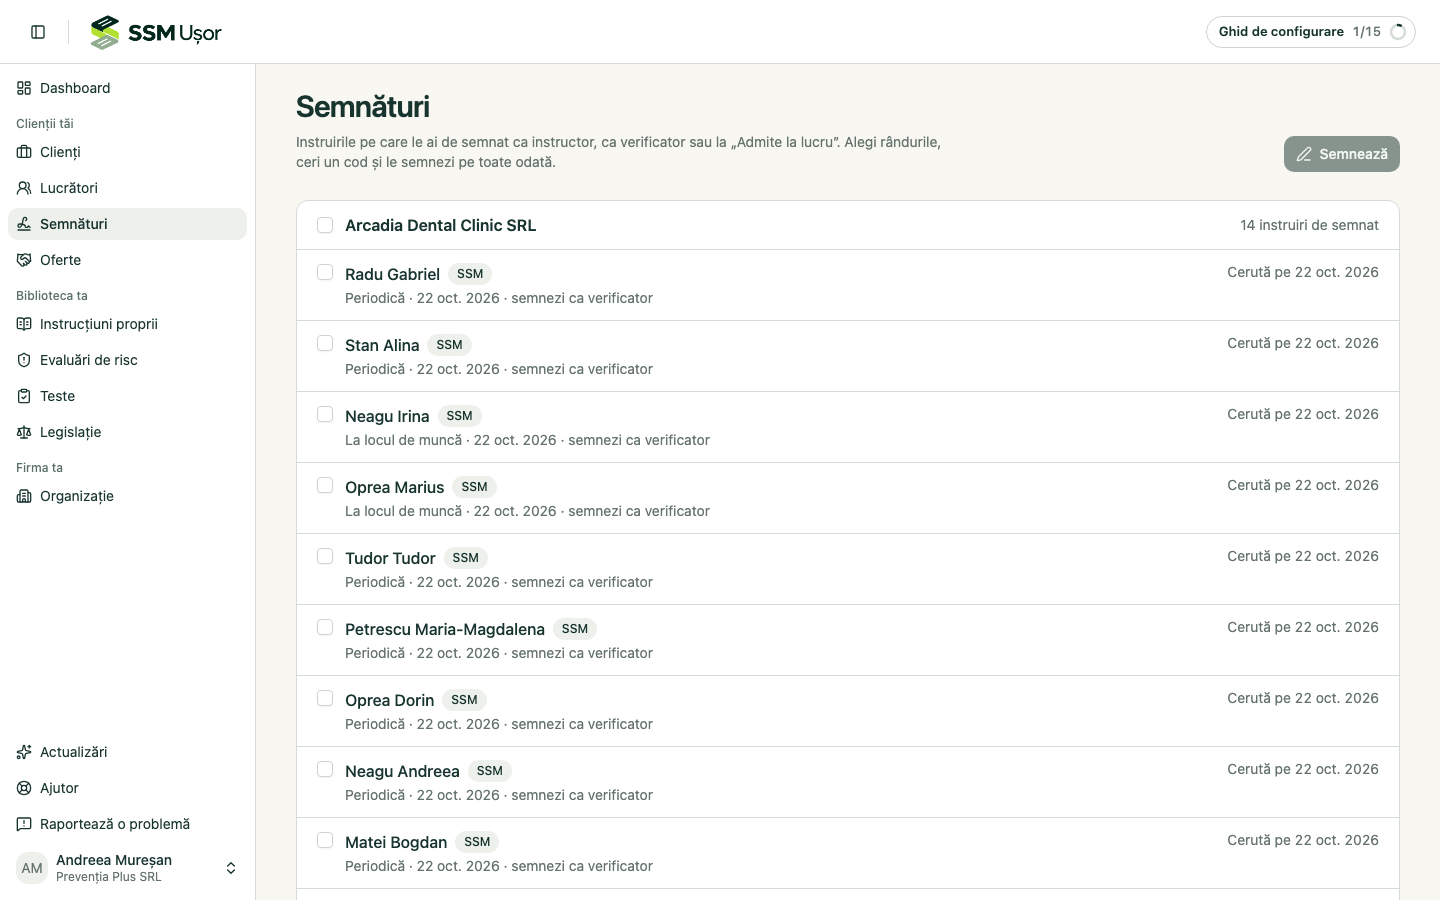 SSM Ușor
Ghid de configurare 1/15
Dashboard
Clienții tăi
Clienți
Lucrători
Semnături
Oferte
Biblioteca ta
Instrucțiuni proprii
Evaluări de risc
Teste
Legislație
Firma ta
Organizație
Actualizări
Ajutor
Raportează o problemă
AM
Andreea Mureșan
Prevenția Plus SRL
Semnături
Instruirile pe care le ai de semnat ca instructor, ca verificator sau la „Admite la lucru”. Alegi rândurile,
ceri un cod și le semnezi pe toate odată.
Semnează
Arcadia Dental Clinic SRL
14 instruiri de semnat
Radu Gabriel SSM
Cerută pe 22 oct. 2026
Periodică · 22 oct. 2026 · semnezi ca verificator
Stan Alina SSM
Cerută pe 22 oct. 2026
Periodică · 22 oct. 2026 · semnezi ca verificator
Neagu Irina SSM
Cerută pe 22 oct. 2026
La locul de muncă · 22 oct. 2026 · semnezi ca verificator
Oprea Marius SSM
Cerută pe 22 oct. 2026
La locul de muncă · 22 oct. 2026 · semnezi ca verificator
Tudor Tudor SSM
Cerută pe 22 oct. 2026
Periodică · 22 oct. 2026 · semnezi ca verificator
Petrescu Maria-Magdalena SSM
Cerută pe 22 oct. 2026
Periodică · 22 oct. 2026 · semnezi ca verificator
Oprea Dorin SSM
Cerută pe 22 oct. 2026
Periodică · 22 oct. 2026 · semnezi ca verificator
Neagu Andreea SSM
Cerută pe 22 oct. 2026
Periodică · 22 oct. 2026 · semnezi ca verificator
Matei Bogdan SSM
Cerută pe 22 oct. 2026
Periodică · 22 oct. 2026 · semnezi ca verificator